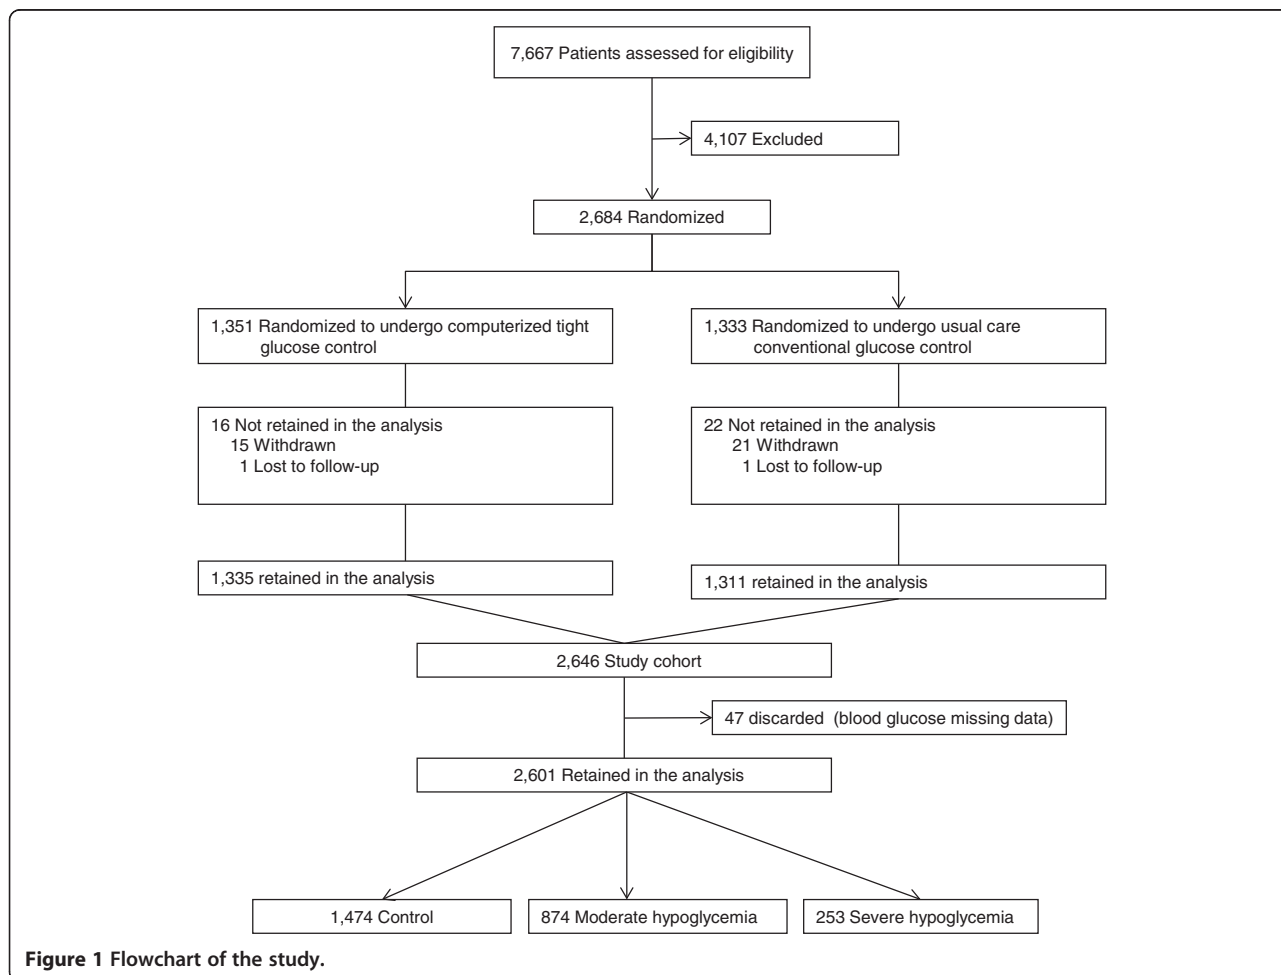 7,667 Patients assessed for eligibility
4,107 Excluded
2,684 Randomized
1,351 Randomized to undergo computerized tight
glucose control
1,333 Randomized to undergo usual care
conventional glucose control
16 Not retained in the analysis
15 Withdrawn
1 Lost to follow-up
22 Not retained in the analysis
21 Withdrawn
1 Lost to follow-up
1,335 retained in the analysis
1,311 retained in the analysis
2,646 Study cohort
47 discarded (blood glucose missing data)
2,601 Retained in the analysis
1,474 Control
874 Moderate hypoglycemia
253 Severe hypoglycemia
Figure 1 Flowchart of the study.